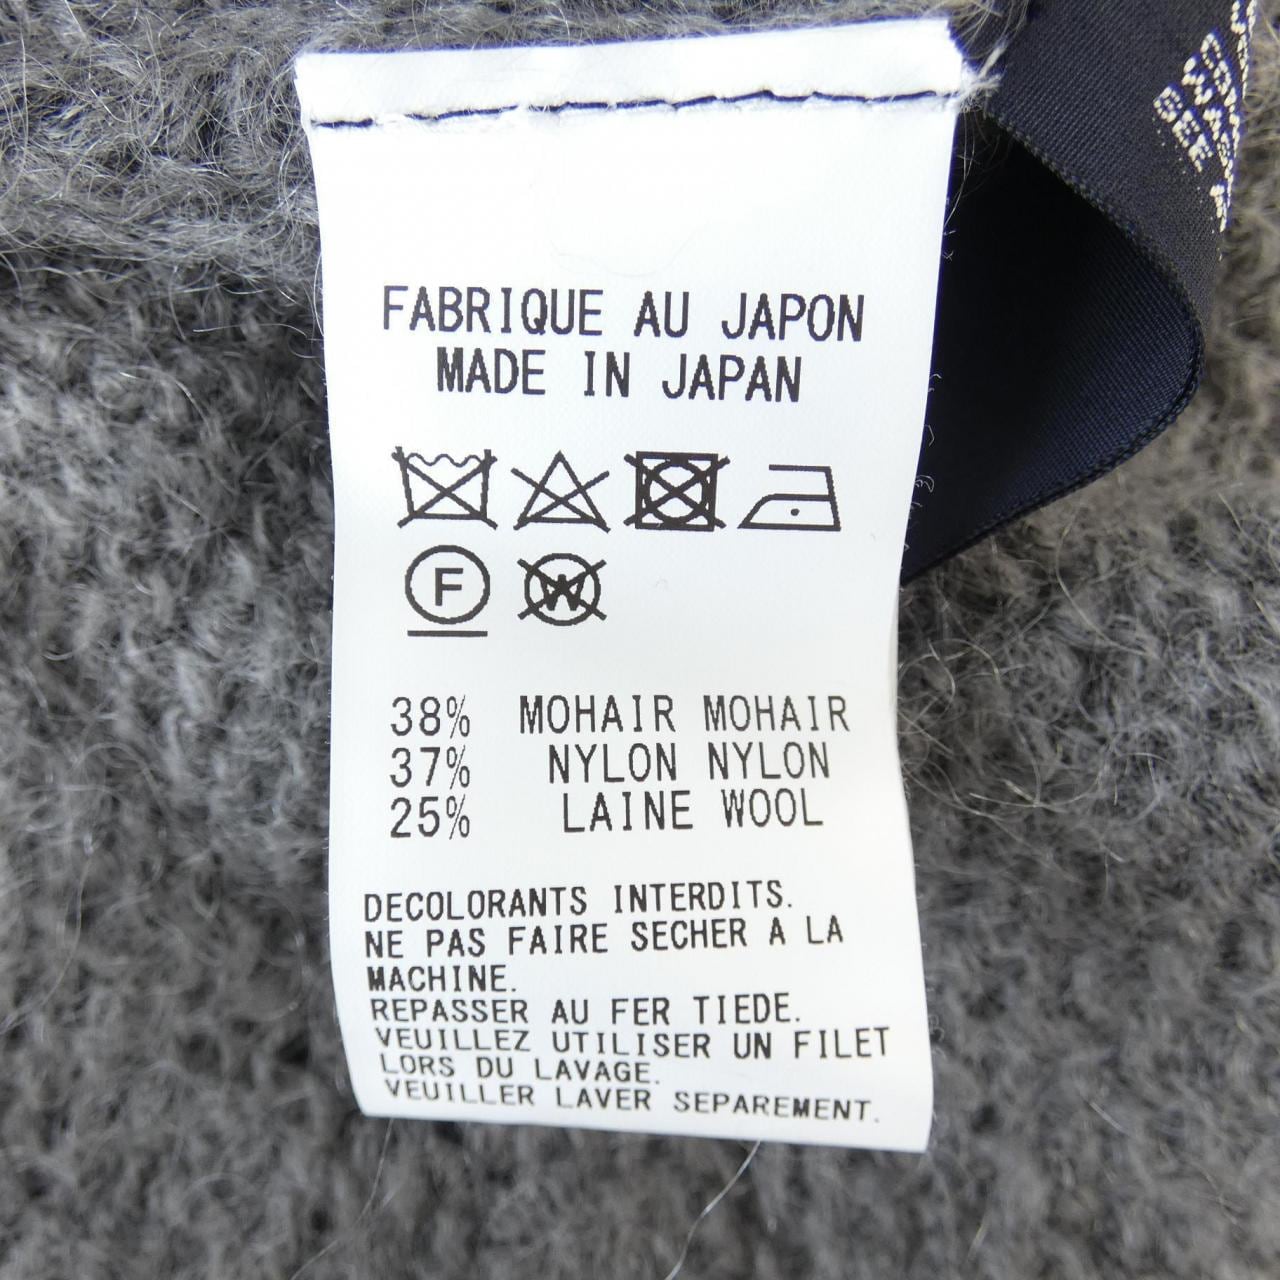 FABRIQUE AU JAPON
MADE IN JAPAN
F
W
38% MOHAIR MOHAIR
37% NYLON NYLON
25% LAINE WOOL
DECOLORANTS INTERDITS.
NE PAS FAIRE SECHER A LA
MACHINE.
REPASSER AU FER TIEDE.
VEUILLEZ UTILISER UN FILET
LORS DU LAVAGE.
VEUILLER LAVER SEPAREMENT.